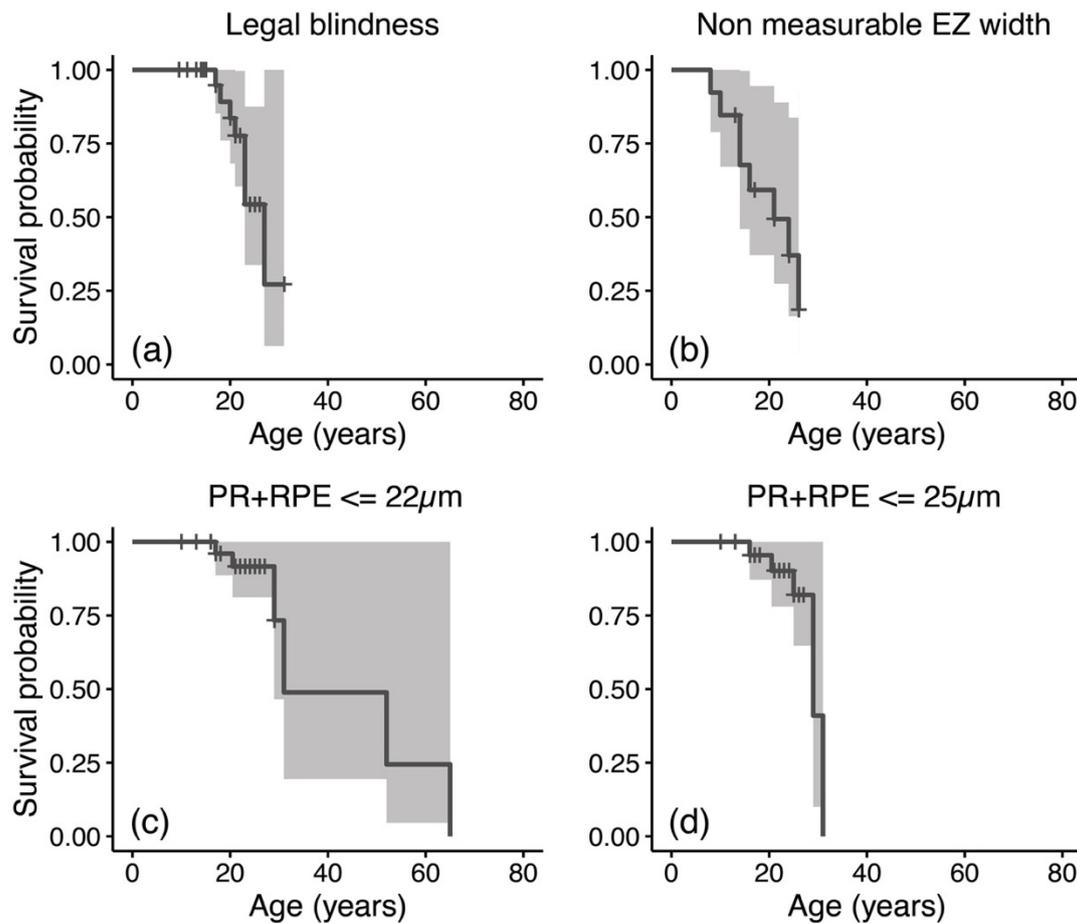 Legal blindness
Non measurable EZ width
Survival probability
1.00
0.75
0.50
0.25
0.00
(a)
0 20 40 60 80
Age (years)
1.00
0.75
0.50
0.25
0.00
(b)
0 20 40 60 80
Age (years)
PR+RPE <= 22µm
PR+RPE <= 25µm
Survival probability
1.00
0.75
0.50
0.25
0.00
(c)
0 20 40 60 80
Age (years)
1.00
0.75
0.50
0.25
0.00
(d)
0 20 40 60 80
Age (years)